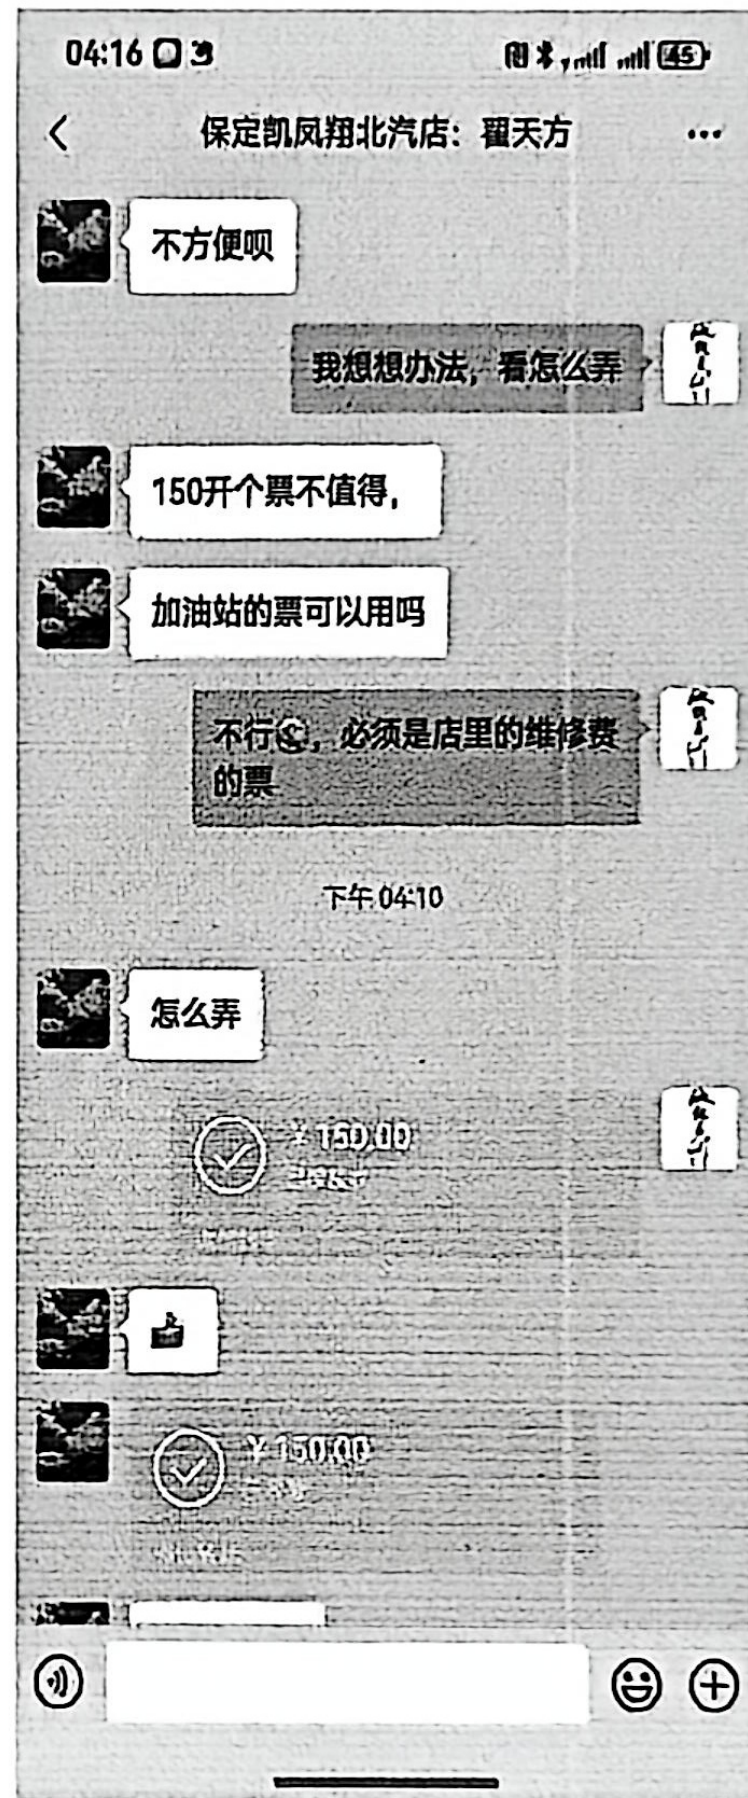 04:16
45
保定凯凤翔北汽店：翟天方
不方便呗
我想想办法，看怎么弄
150开个票不值得，
加油站的票可以用吗
不行，必须是店里的维修费
的票
下午 04:10
怎么弄
¥150.00
¥150.00